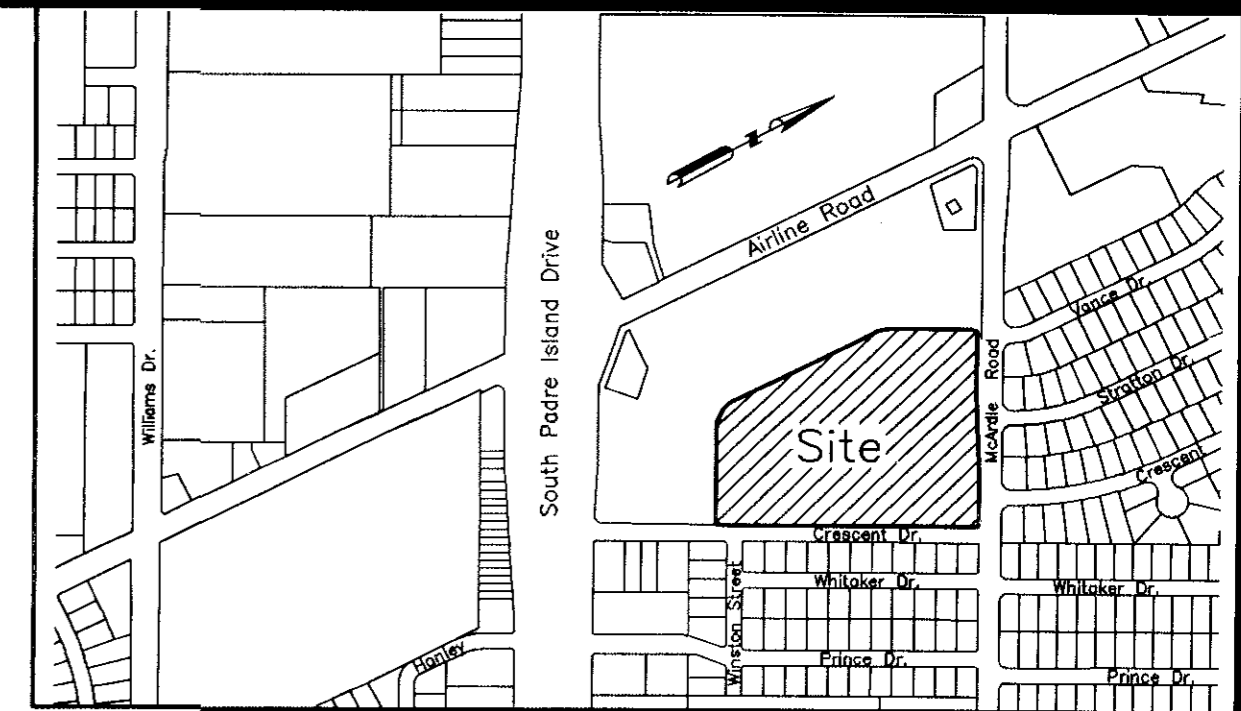 N
Airline Road
South Padre Island Drive
Williams Dr.
Vance Dr.
McArdle Road
Stratton Dr.
Site
Crescent
Crescent Dr.
Winston Street
Whitaker Dr.
Whitaker Dr.
Hanley
Prince Dr.
Prince Dr.